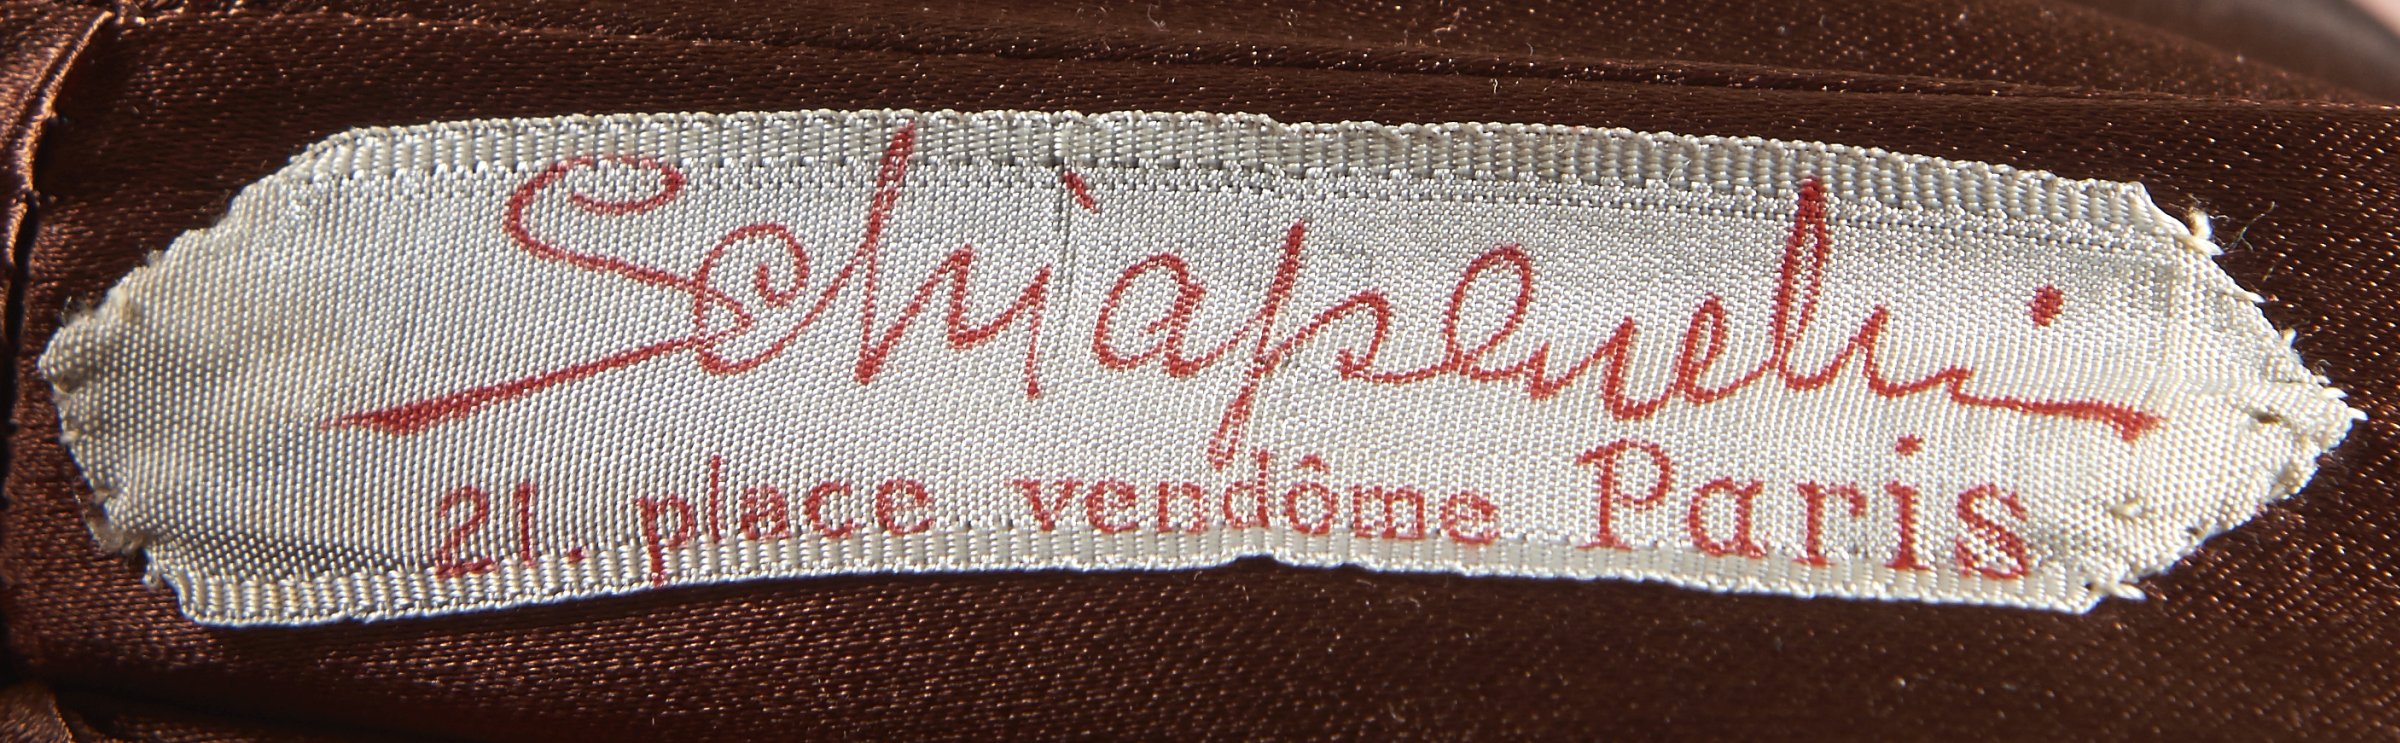 Schiaparelli
21. place vendôme Paris